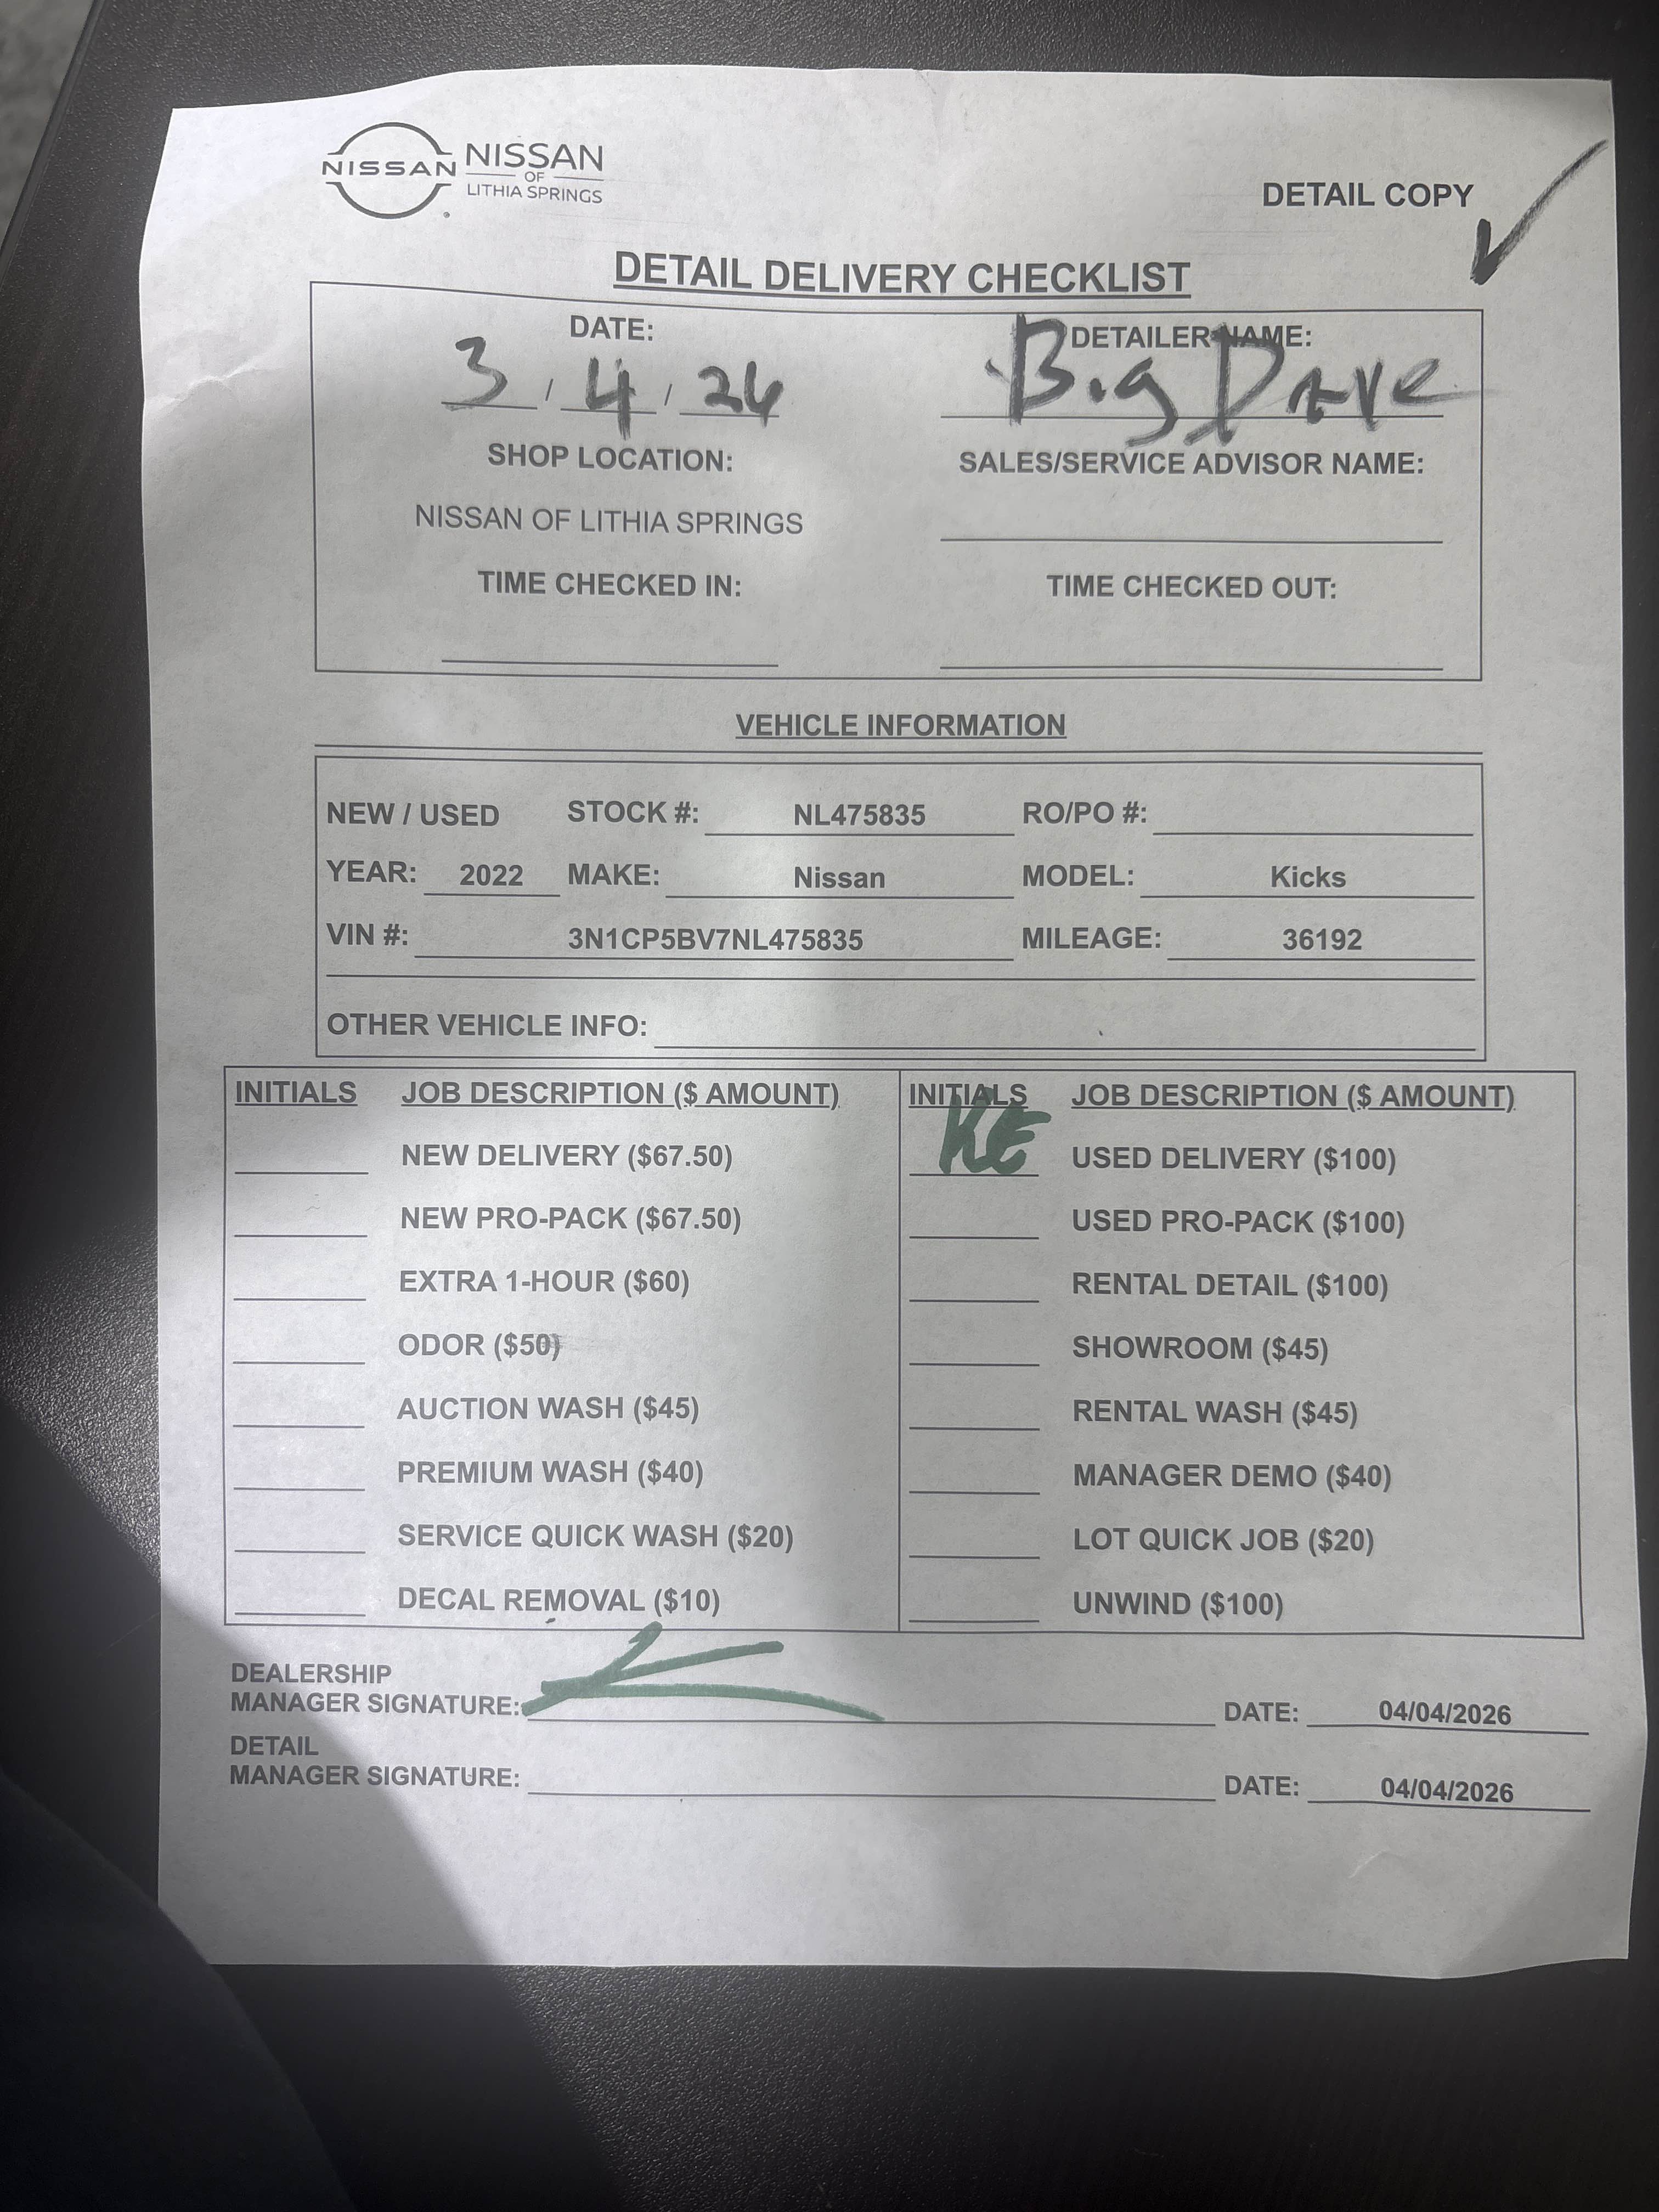 NISSAN
NISSAN
OF
LITHIA SPRINGS
DETAIL COPY
DETAIL DELIVERY CHECKLIST
DATE: DETAILER NAME:
3 / 4 / 26 Big Dave
SHOP LOCATION: SALES/SERVICE ADVISOR NAME:
NISSAN OF LITHIA SPRINGS
TIME CHECKED IN: TIME CHECKED OUT:
VEHICLE INFORMATION
NEW / USED STOCK #: NL475835 RO/PO #:
YEAR: 2022 MAKE: Nissan MODEL: Kicks
VIN #: 3N1CP5BV7NL475835 MILEAGE: 36192
OTHER VEHICLE INFO:
INITIALS JOB DESCRIPTION ($ AMOUNT) INITIALS JOB DESCRIPTION ($ AMOUNT)
NEW DELIVERY ($67.50) KE USED DELIVERY ($100)
NEW PRO-PACK ($67.50) USED PRO-PACK ($100)
EXTRA 1-HOUR ($60) RENTAL DETAIL ($100)
ODOR ($50) SHOWROOM ($45)
AUCTION WASH ($45) RENTAL WASH ($45)
PREMIUM WASH ($40) MANAGER DEMO ($40)
SERVICE QUICK WASH ($20) LOT QUICK JOB ($20)
DECAL REMOVAL ($10) UNWIND ($100)
DEALERSHIP
MANAGER SIGNATURE: DATE: 04/04/2026
DETAIL
MANAGER SIGNATURE: DATE: 04/04/2026